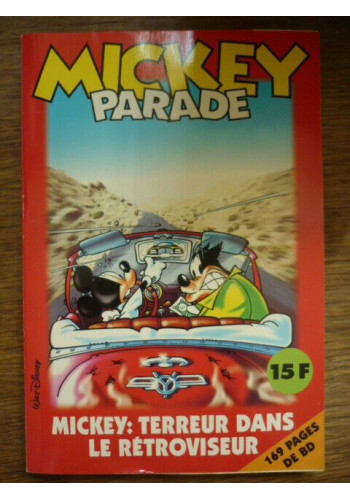 MICKEY
PARADE
15 F
Walt Disney
MICKEY: TERREUR DANS
LE RÉTROVISEUR
169 PAGES
DE BD